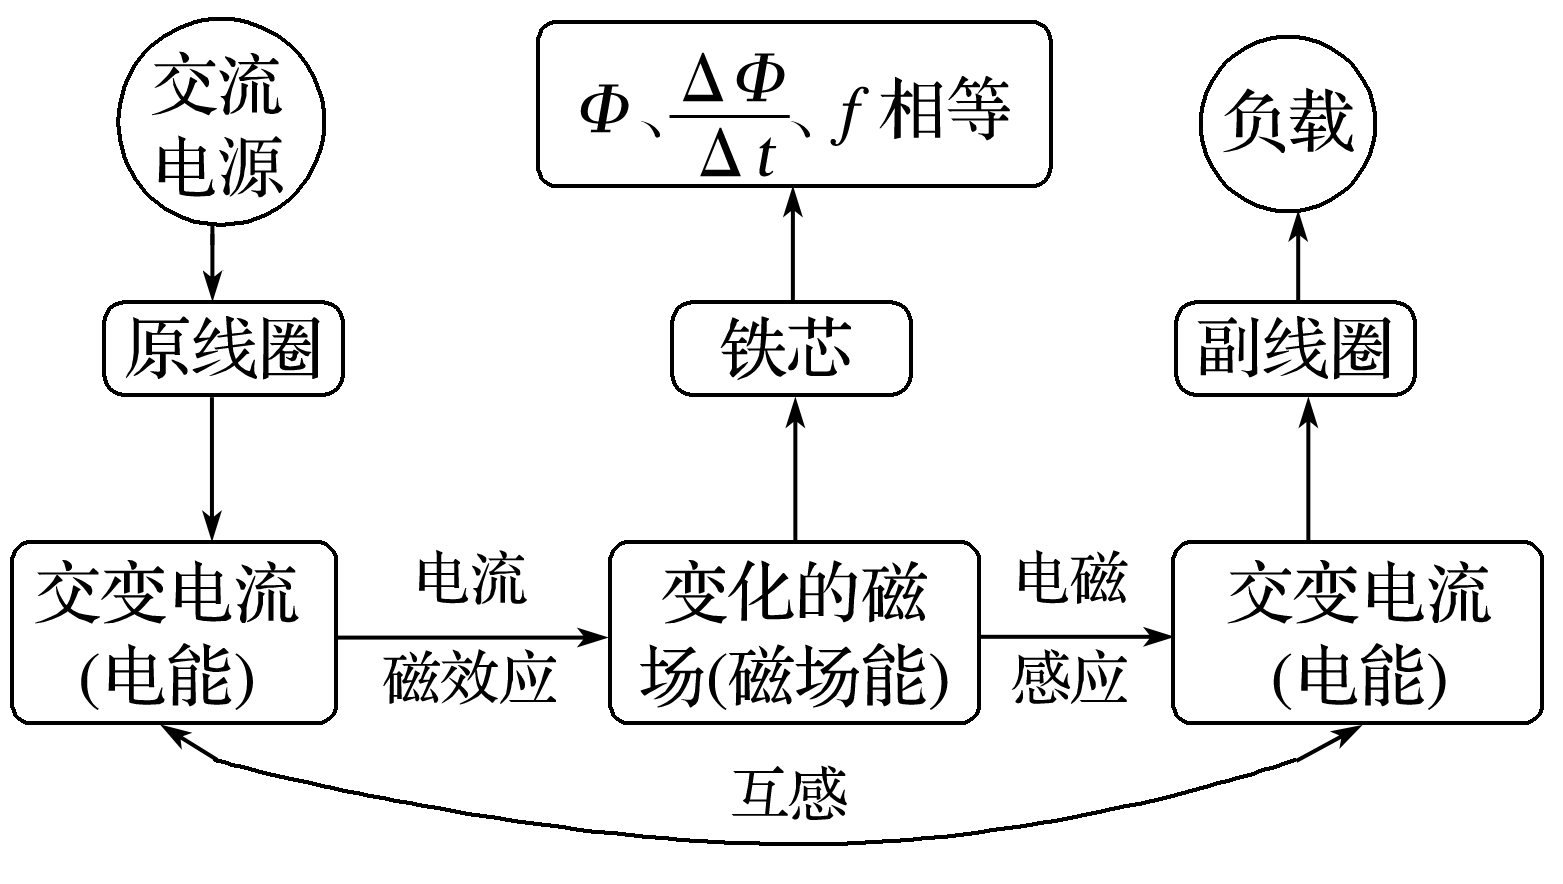 交流
电源
Φ、ΔΦ/Δt、f 相等
负载
原线圈
铁芯
副线圈
交变电流
(电能)
电流
磁效应
变化的磁
场(磁场能)
电磁
感应
交变电流
(电能)
互感